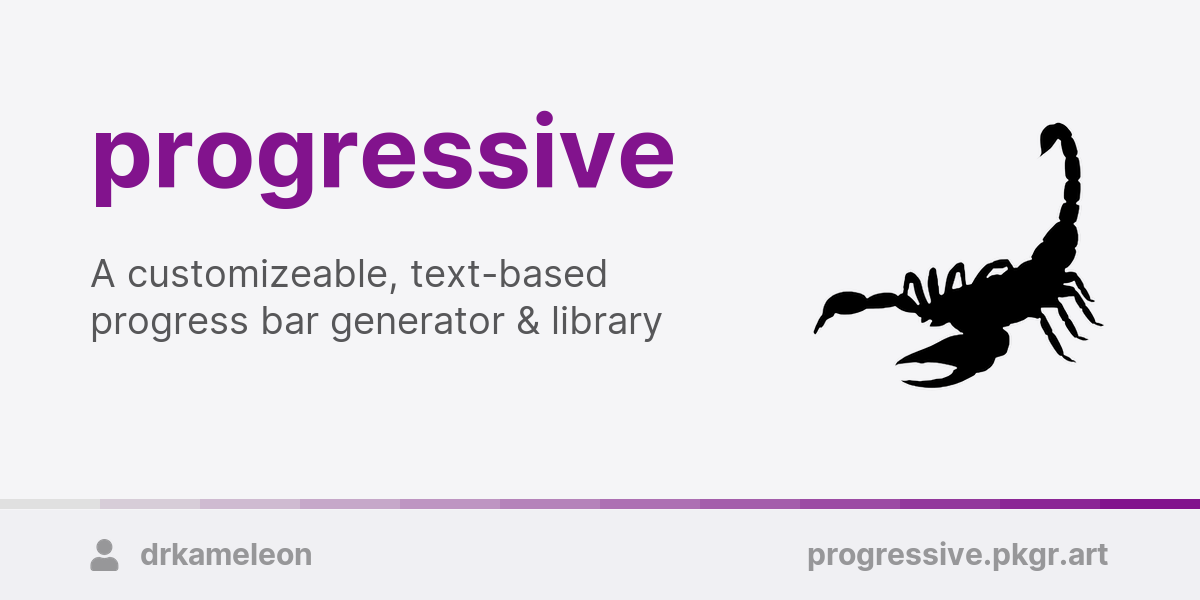 progressive
A customizeable, text-based
progress bar generator & library
drkameleon
progressive.pkgr.art